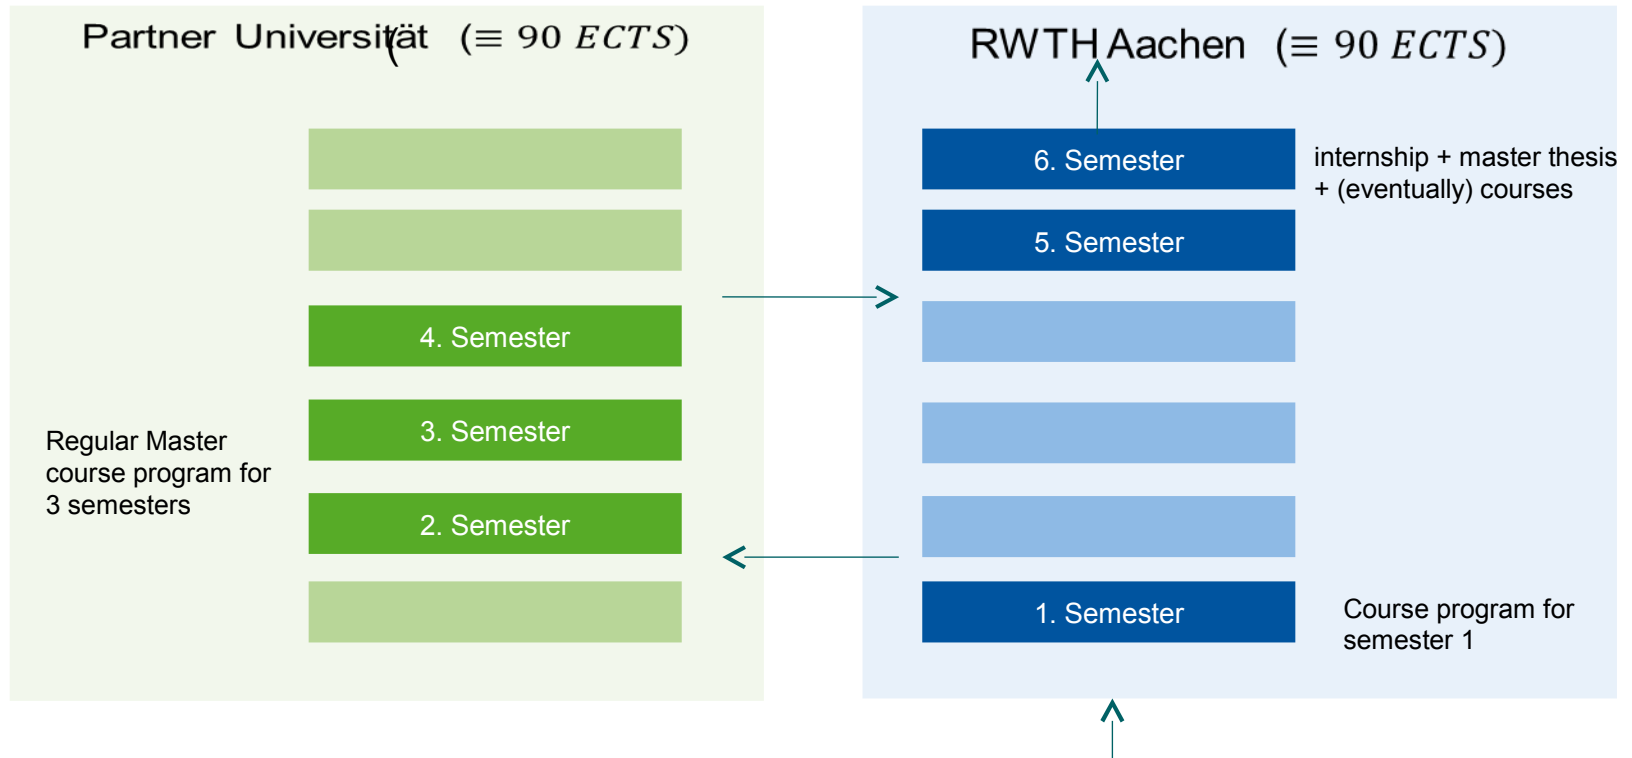 Partner Universität (≡ 90 ECTS)
(
4. Semester
3. Semester
2. Semester
Regular Master
course program for
3 semesters
RWTH Aachen (≡ 90 ECTS)
6. Semester
internship + master thesis
+ (eventually) courses
5. Semester
1. Semester
Course program for
semester 1